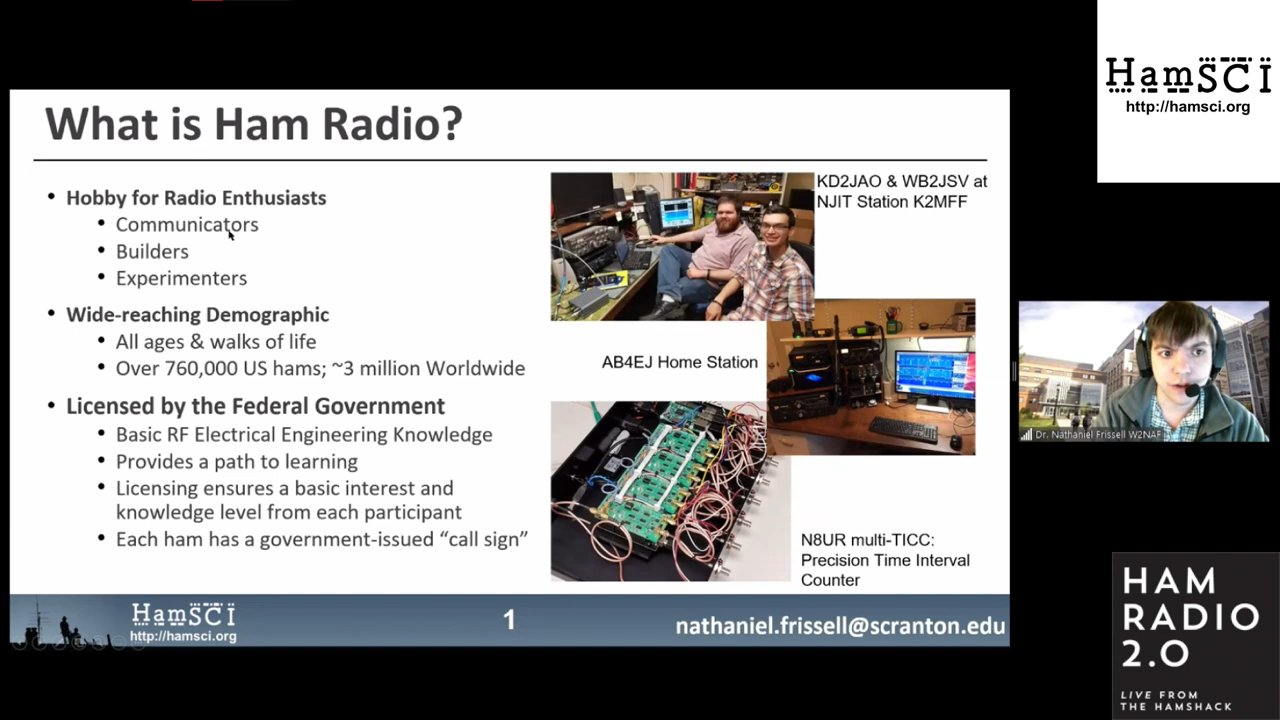 What is Ham Radio?
• Hobby for Radio Enthusiasts
• Communicators
• Builders
• Experimenters
• Wide-reaching Demographic
• All ages & walks of life
• Over 760,000 US hams; ~3 million Worldwide
• Licensed by the Federal Government
• Basic RF Electrical Engineering Knowledge
• Provides a path to learning
• Licensing ensures a basic interest and
knowledge level from each participant
• Each ham has a government-issued “call sign”
KD2JAO & WB2JSV at
NJIT Station K2MFF
AB4EJ Home Station
N8UR multi-TICC:
Precision Time Interval
Counter
HamSCI
http://hamsci.org
1
nathaniel.frissell@scranton.edu
HamSCI
http://hamsci.org
Dr. Nathaniel Frissell W2NAF
HAM
RADIO
2.0
LIVE FROM
THE HAMSHACK